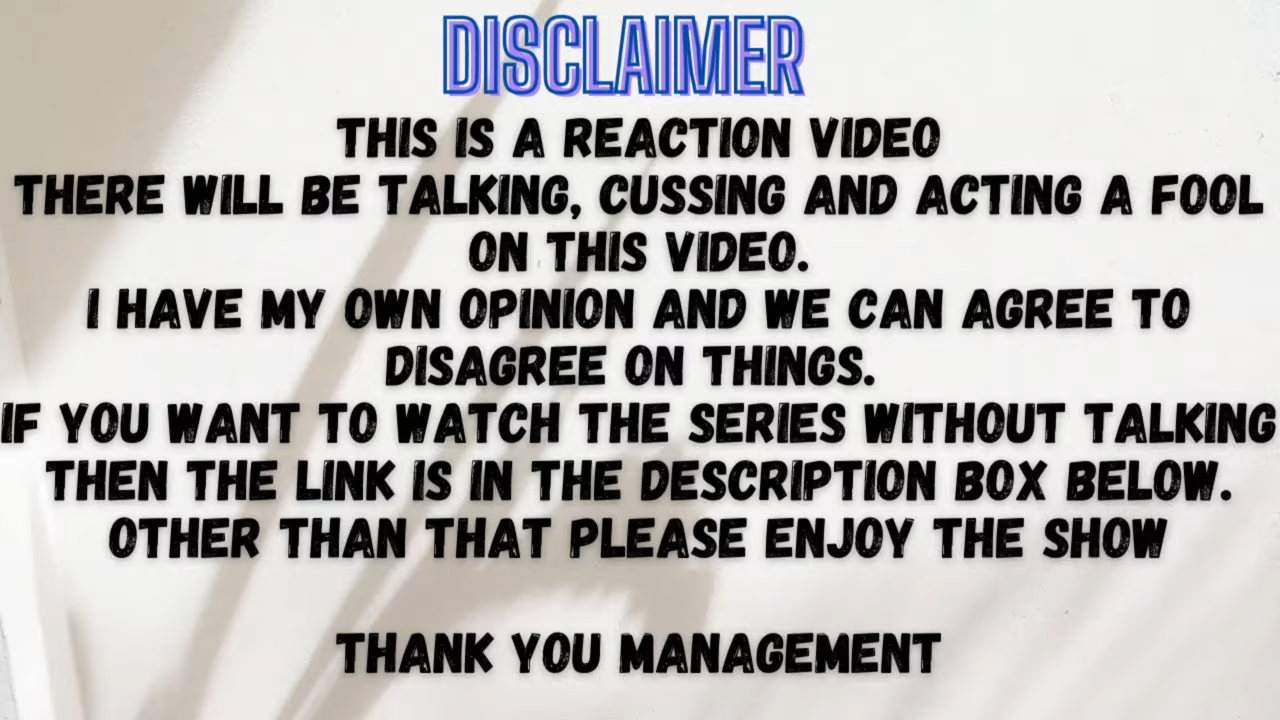 DISCLAIMER
THIS IS A REACTION VIDEO
THERE WILL BE TALKING, CUSSING AND ACTING A FOOL
ON THIS VIDEO.
I HAVE MY OWN OPINION AND WE CAN AGREE TO
DISAGREE ON THINGS.
IF YOU WANT TO WATCH THE SERIES WITHOUT TALKING
THEN THE LINK IS IN THE DESCRIPTION BOX BELOW.
OTHER THAN THAT PLEASE ENJOY THE SHOW
THANK YOU MANAGEMENT